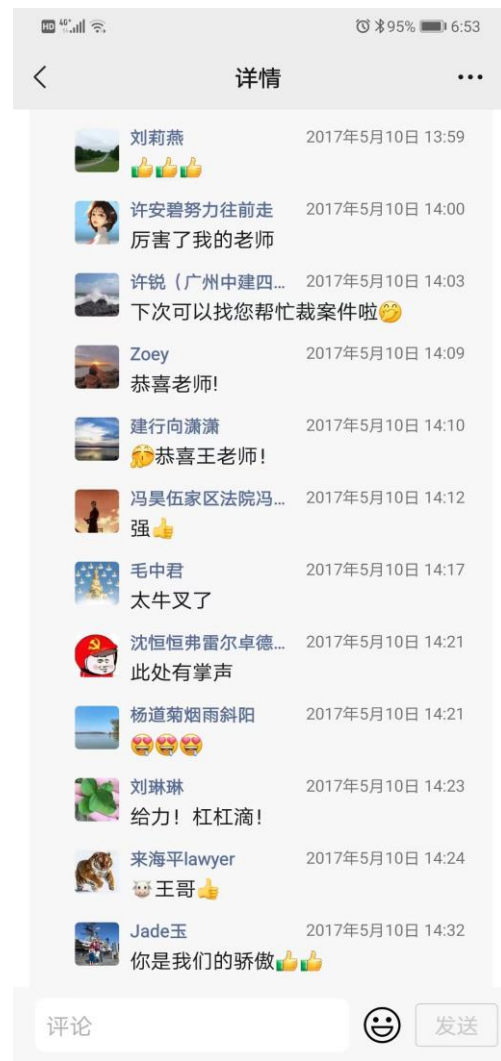 HD 4G⁺ 95% 6:53
详情
刘莉燕 2017年5月10日 13:59
👍👍👍
许安碧努力往前走 2017年5月10日 14:00
厉害了我的老师
许锐（广州中建四... 2017年5月10日 14:03
下次可以找您帮忙裁案件啦🤭
Zoey 2017年5月10日 14:09
恭喜老师!
建行向潇潇 2017年5月10日 14:10
恭喜王老师!
冯昊伍家区法院冯... 2017年5月10日 14:12
强👍
毛中君 2017年5月10日 14:17
太牛叉了
沈恒恒弗雷尔卓德... 2017年5月10日 14:21
此处有掌声
杨道菊烟雨斜阳 2017年5月10日 14:21
😍😍😍
刘琳琳 2017年5月10日 14:23
给力！杠杠滴！
来海平lawyer 2017年5月10日 14:24
🐮王哥👍
Jade玉 2017年5月10日 14:32
你是我们的骄傲👍👍
评论 发送